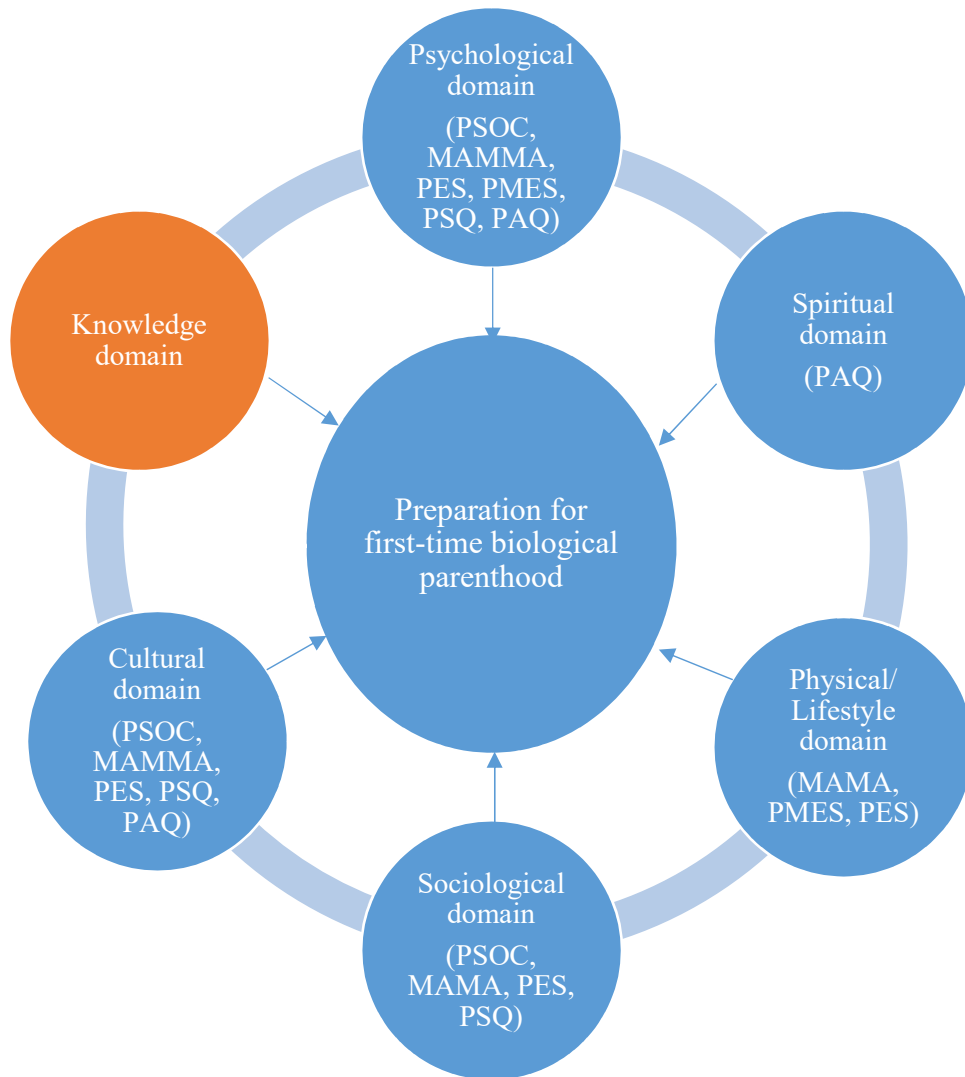 Psychological
domain
(PSOC,
MAMMA,
PES, PMES,
PSQ, PAQ)
Knowledge
domain
Spiritual
domain
(PAQ)
Preparation for
first-time biological
parenthood
Cultural
domain
(PSOC,
MAMMA,
PES, PSQ,
PAQ)
Physical/
Lifestyle
domain
(MAMA,
PMES, PES)
Sociological
domain
(PSOC,
MAMA, PES,
PSQ)